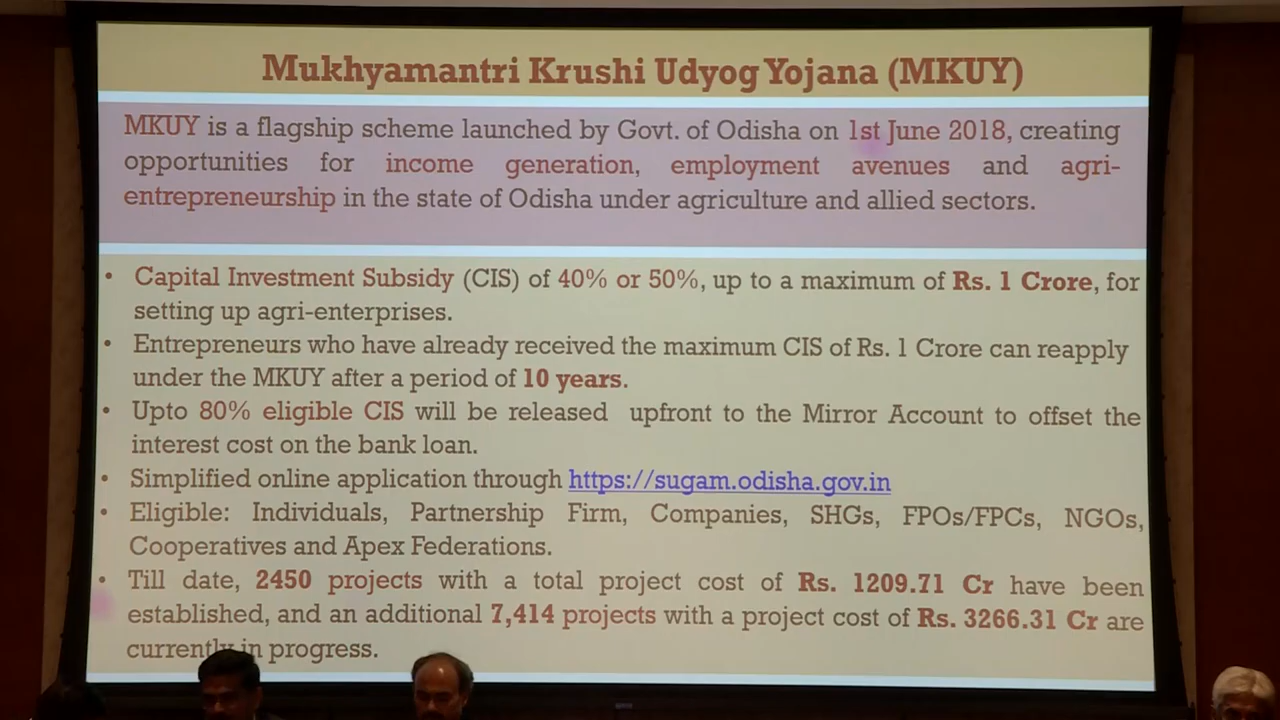 Mukhyamantri Krushi Udyog Yojana (MKUY)
MKUY is a flagship scheme launched by Govt. of Odisha on 1st June 2018, creating
opportunities for income generation, employment avenues and agri-
entrepreneurship in the state of Odisha under agriculture and allied sectors.
• Capital Investment Subsidy (CIS) of 40% or 50%, up to a maximum of Rs. 1 Crore, for
setting up agri-enterprises.
• Entrepreneurs who have already received the maximum CIS of Rs. 1 Crore can reapply
under the MKUY after a period of 10 years.
• Upto 80% eligible CIS will be released upfront to the Mirror Account to offset the
interest cost on the bank loan.
• Simplified online application through https://sugam.odisha.gov.in
• Eligible: Individuals, Partnership Firm, Companies, SHGs, FPOs/FPCs, NGOs,
Cooperatives and Apex Federations.
• Till date, 2450 projects with a total project cost of Rs. 1209.71 Cr have been
established, and an additional 7,414 projects with a project cost of Rs. 3266.31 Cr are
currently in progress.